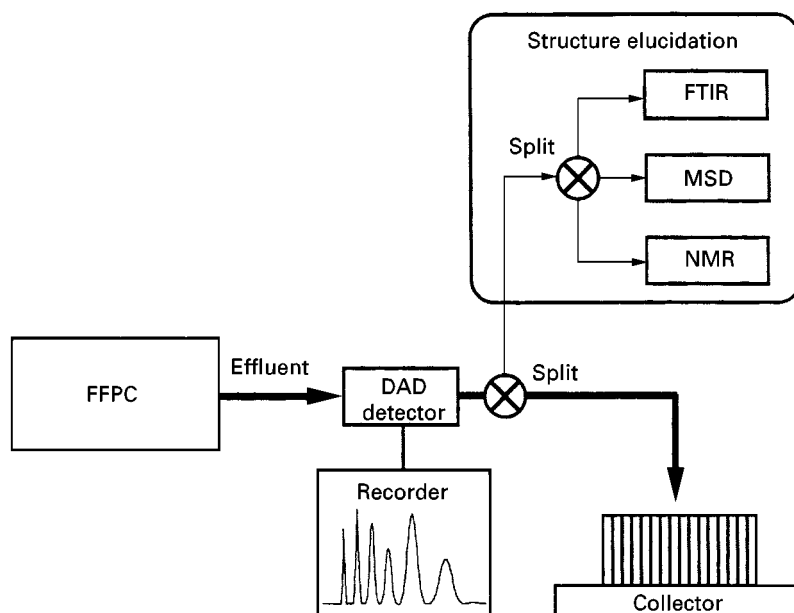 Structure elucidation
FTIR
Split
MSD
NMR
Effluent
Split
FFPC
DAD
detector
Recorder
Collector